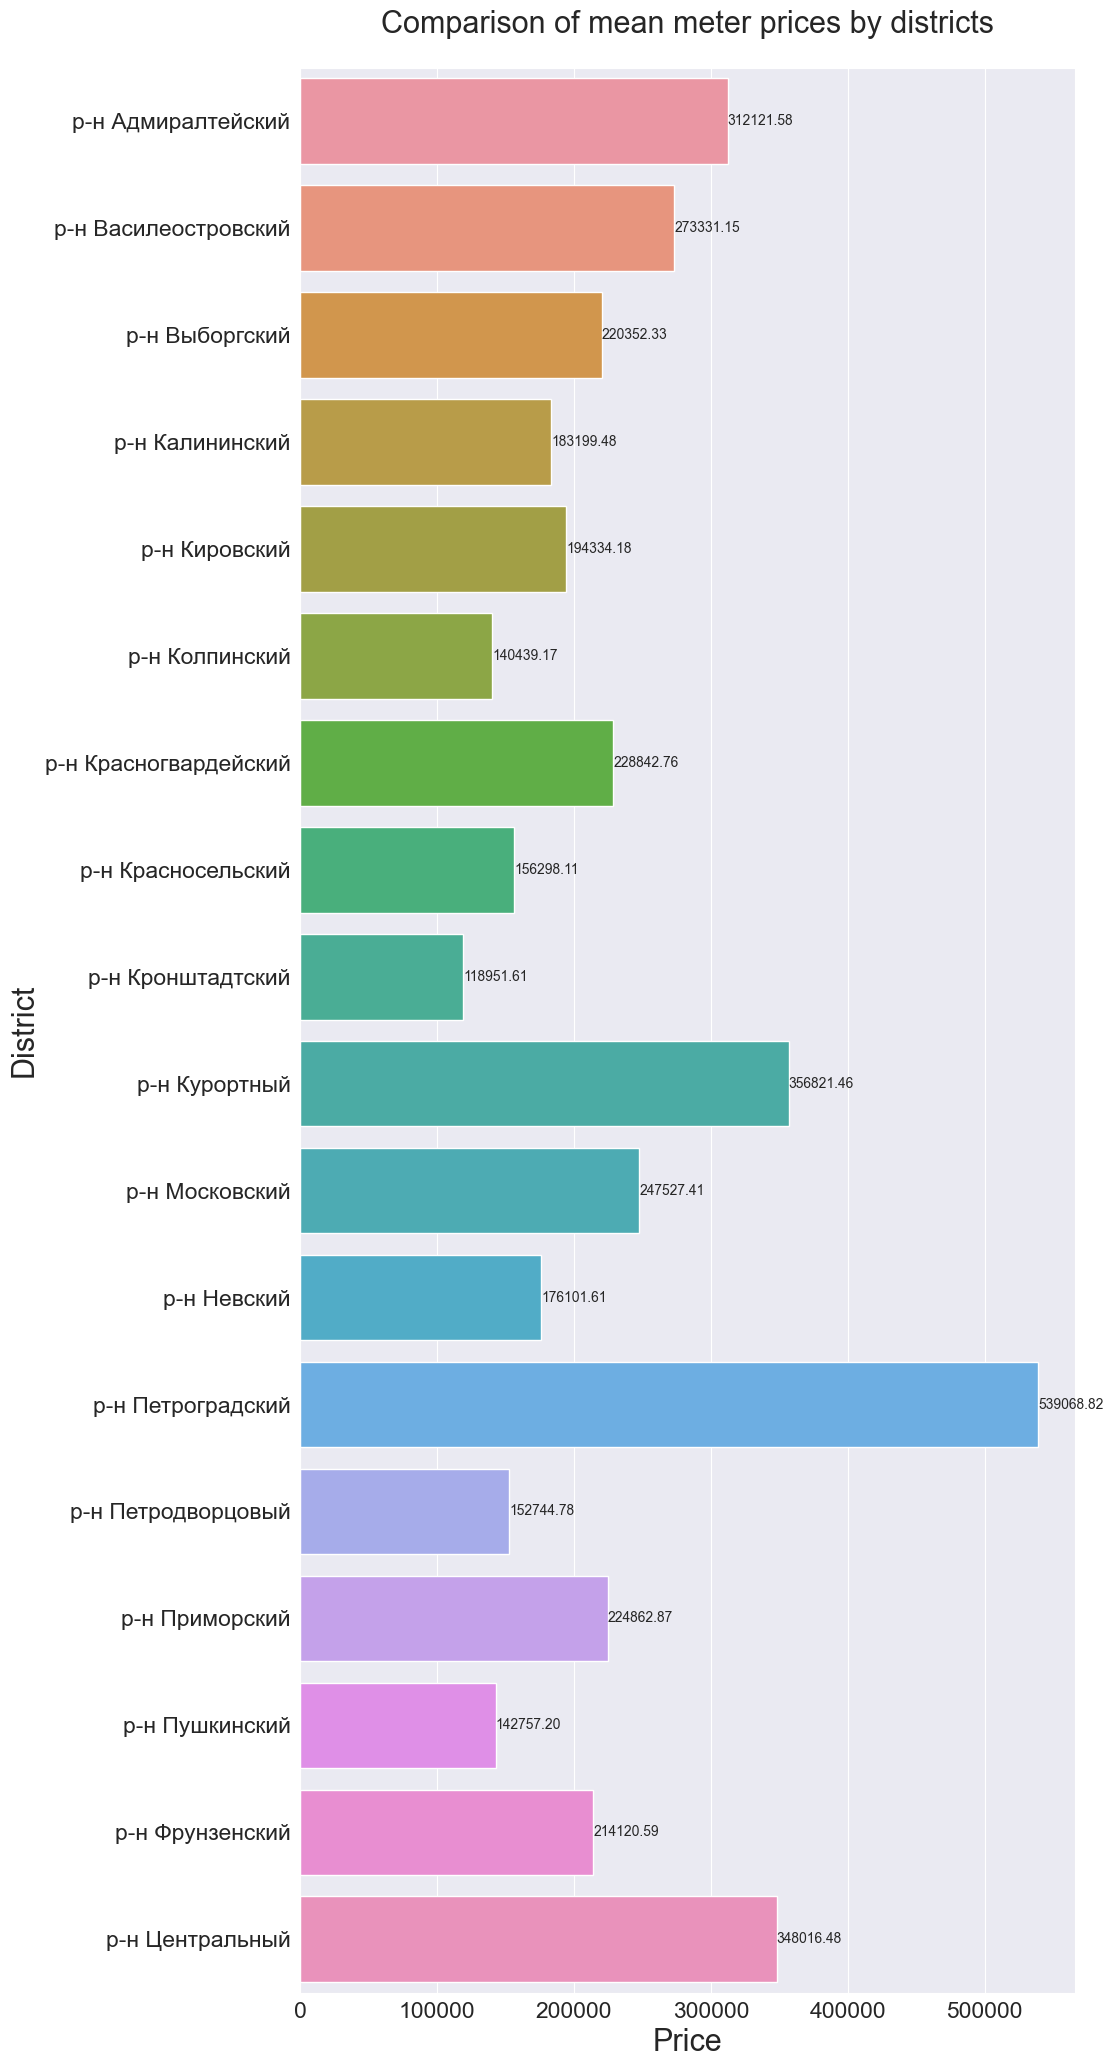 Comparison of mean meter prices by districts
р-н Адмиралтейский 312121.58
р-н Василеостровский 273331.15
р-н Выборгский 220352.33
р-н Калининский 183199.48
р-н Кировский 194334.18
р-н Колпинский 140439.17
р-н Красногвардейский 228842.76
р-н Красносельский 156298.11
р-н Кронштадтский 118951.61
District
р-н Курортный 356821.46
р-н Московский 247527.41
р-н Невский 176101.61
р-н Петроградский 539068.82
р-н Петродворцовый 152744.78
р-н Приморский 224862.87
р-н Пушкинский 142757.20
р-н Фрунзенский 214120.59
р-н Центральный 348016.48
0 100000 200000 300000 400000 500000
Price